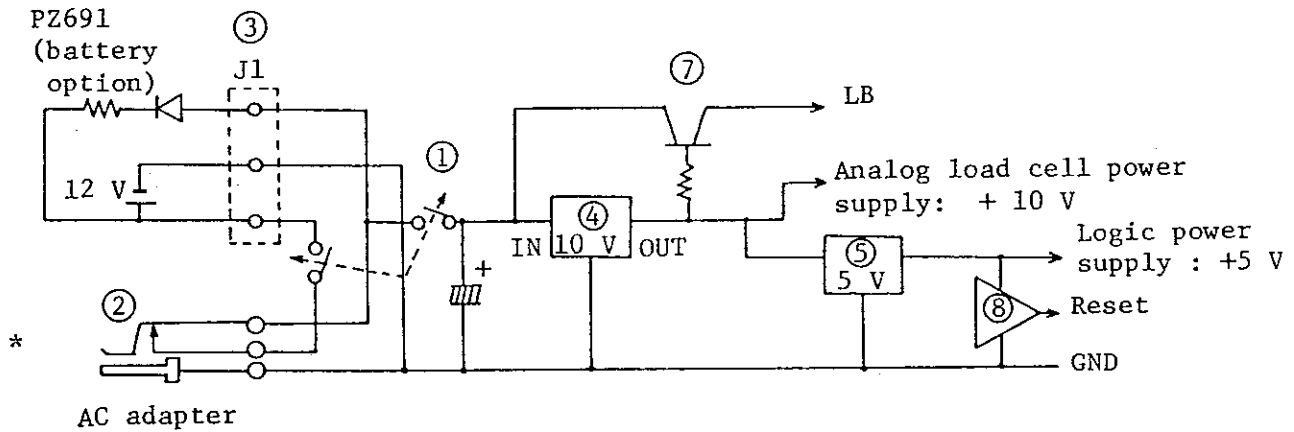 PZ691
(battery
option)
③
J1
⑦
LB
①
12 V
Analog load cell power
supply: + 10 V
④
IN 10 V OUT
Logic power
supply : +5 V
⑤
5 V
+
②
⑧
Reset
*
GND
AC adapter